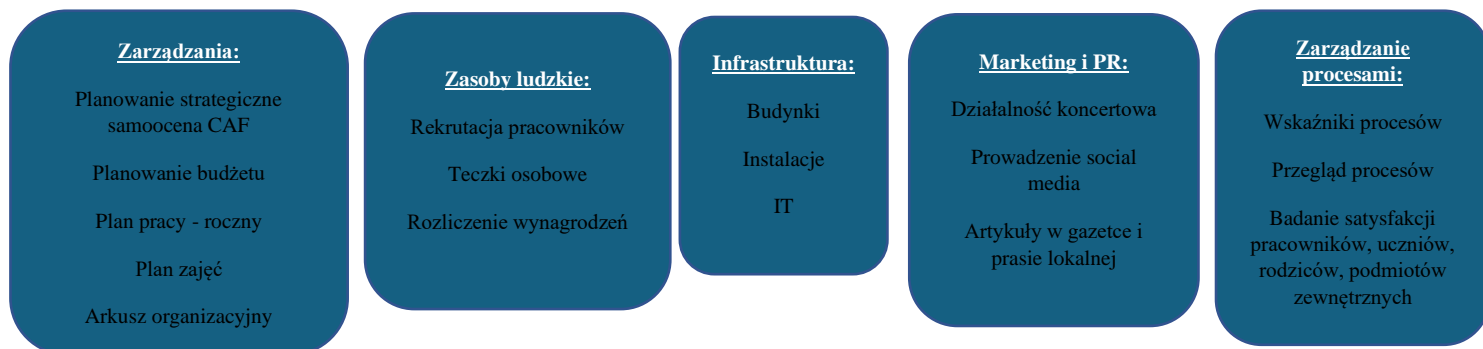 Zarządzania:
Planowanie strategiczne
samoocena CAF
Planowanie budżetu
Plan pracy - roczny
Plan zajęć
Arkusz organizacyjny
Zasoby ludzkie:
Rekrutacja pracowników
Teczki osobowe
Rozliczenie wynagrodzeń
Infrastruktura:
Budynki
Instalacje
IT
Marketing i PR:
Działalność koncertowa
Prowadzenie social
media
Artykuły w gazetce i
prasie lokalnej
Zarządzanie
procesami:
Wskaźniki procesów
Przegląd procesów
Badanie satysfakcji
pracowników, uczniów,
rodziców, podmiotów
zewnętrznych